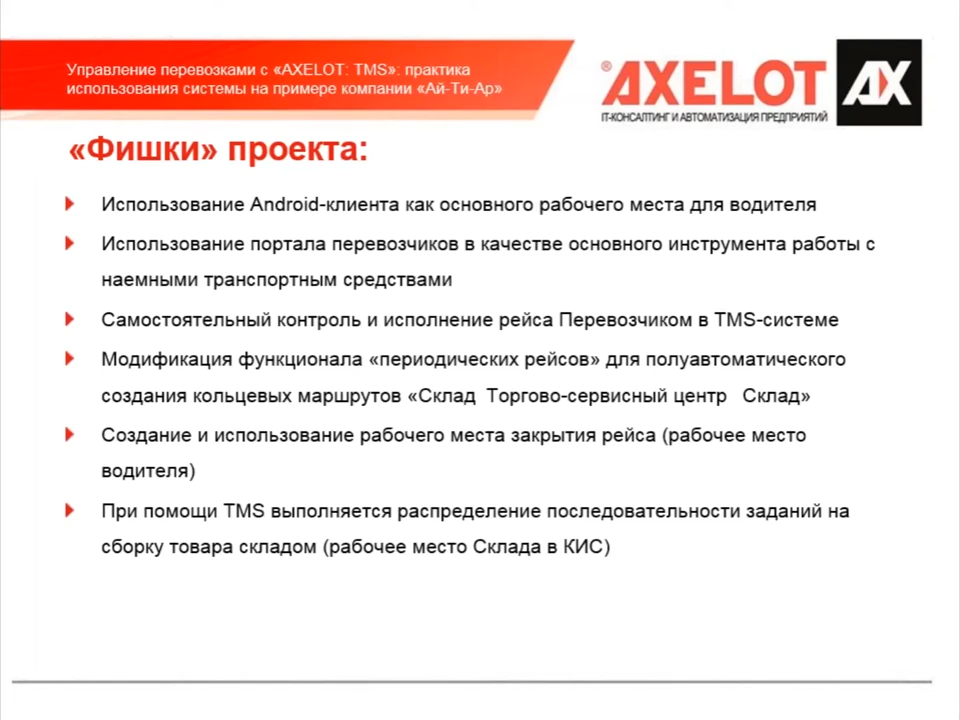 Управление перевозками с «AXELOT: TMS»: практика
использования системы на примере компании «Ай-Ти-Ар»
®AXELOT AX
IT-КОНСАЛТИНГ И АВТОМАТИЗАЦИЯ ПРЕДПРИЯТИЙ
«Фишки» проекта:
Использование Android-клиента как основного рабочего места для водителя
Использование портала перевозчиков в качестве основного инструмента работы с
наемными транспортным средствами
Самостоятельный контроль и исполнение рейса Перевозчиком в TMS-системе
Модификация функционала «периодических рейсов» для полуавтоматического
создания кольцевых маршрутов «Склад Торгово-сервисный центр Склад»
Создание и использование рабочего места закрытия рейса (рабочее место
водителя)
При помощи TMS выполняется распределение последовательности заданий на
сборку товара складом (рабочее место Склада в КИС)